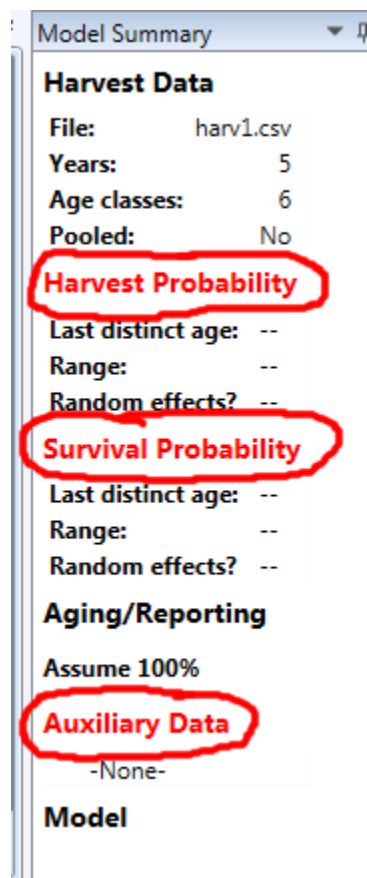 Model Summary
Harvest Data
File: harv1.csv
Years: 5
Age classes: 6
Pooled: No
Harvest Probability
Last distinct age: --
Range: --
Random effects? --
Survival Probability
Last distinct age: --
Range: --
Random effects? --
Aging/Reporting
Assume 100%
Auxiliary Data
-None-
Model